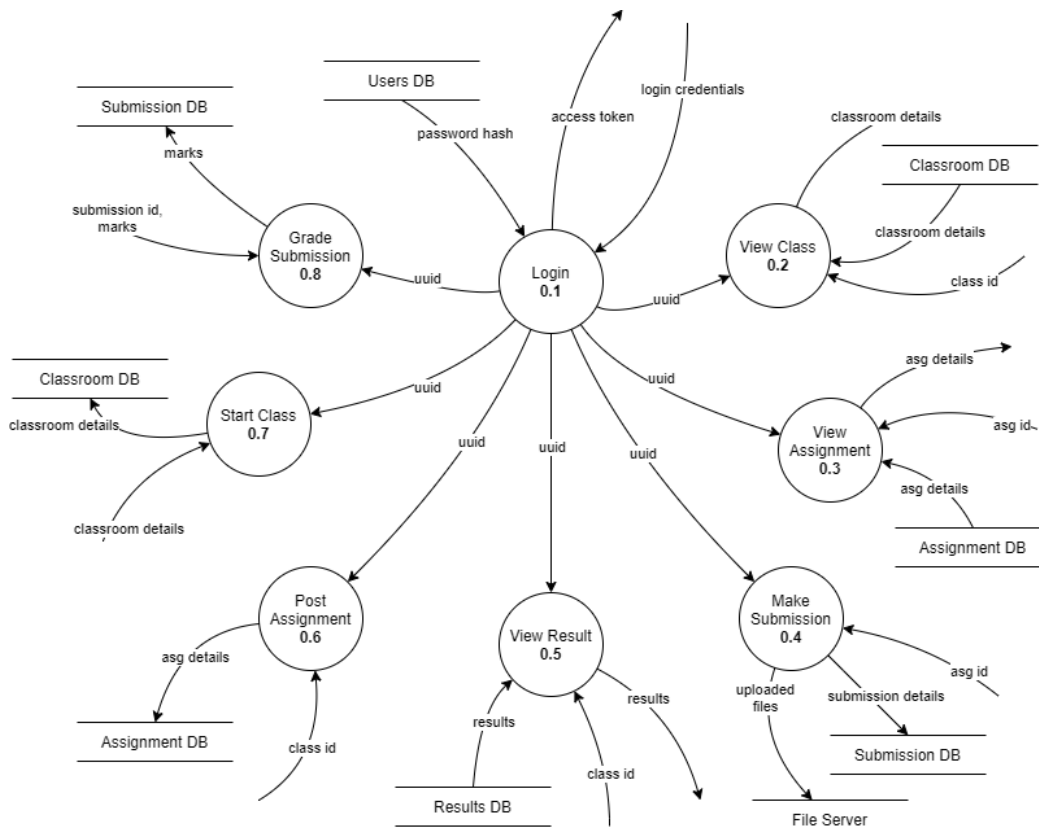 Users DB
login credentials
access token
password hash
Submission DB
marks
submission id,
marks
Grade
Submission
0.8
uuid
Login
0.1
classroom details
Classroom DB
classroom details
View Class
0.2
class id
uuid
Classroom DB
classroom details
Start Class
0.7
uuid
classroom details
uuid
asg details
asg id
View
Assignment
0.3
asg details
Assignment DB
uuid
uuid
uuid
Post
Assignment
0.6
asg details
Assignment DB
class id
View Result
0.5
results
results
class id
Results DB
Make
Submission
0.4
asg id
uploaded
files
submission details
Submission DB
File Server